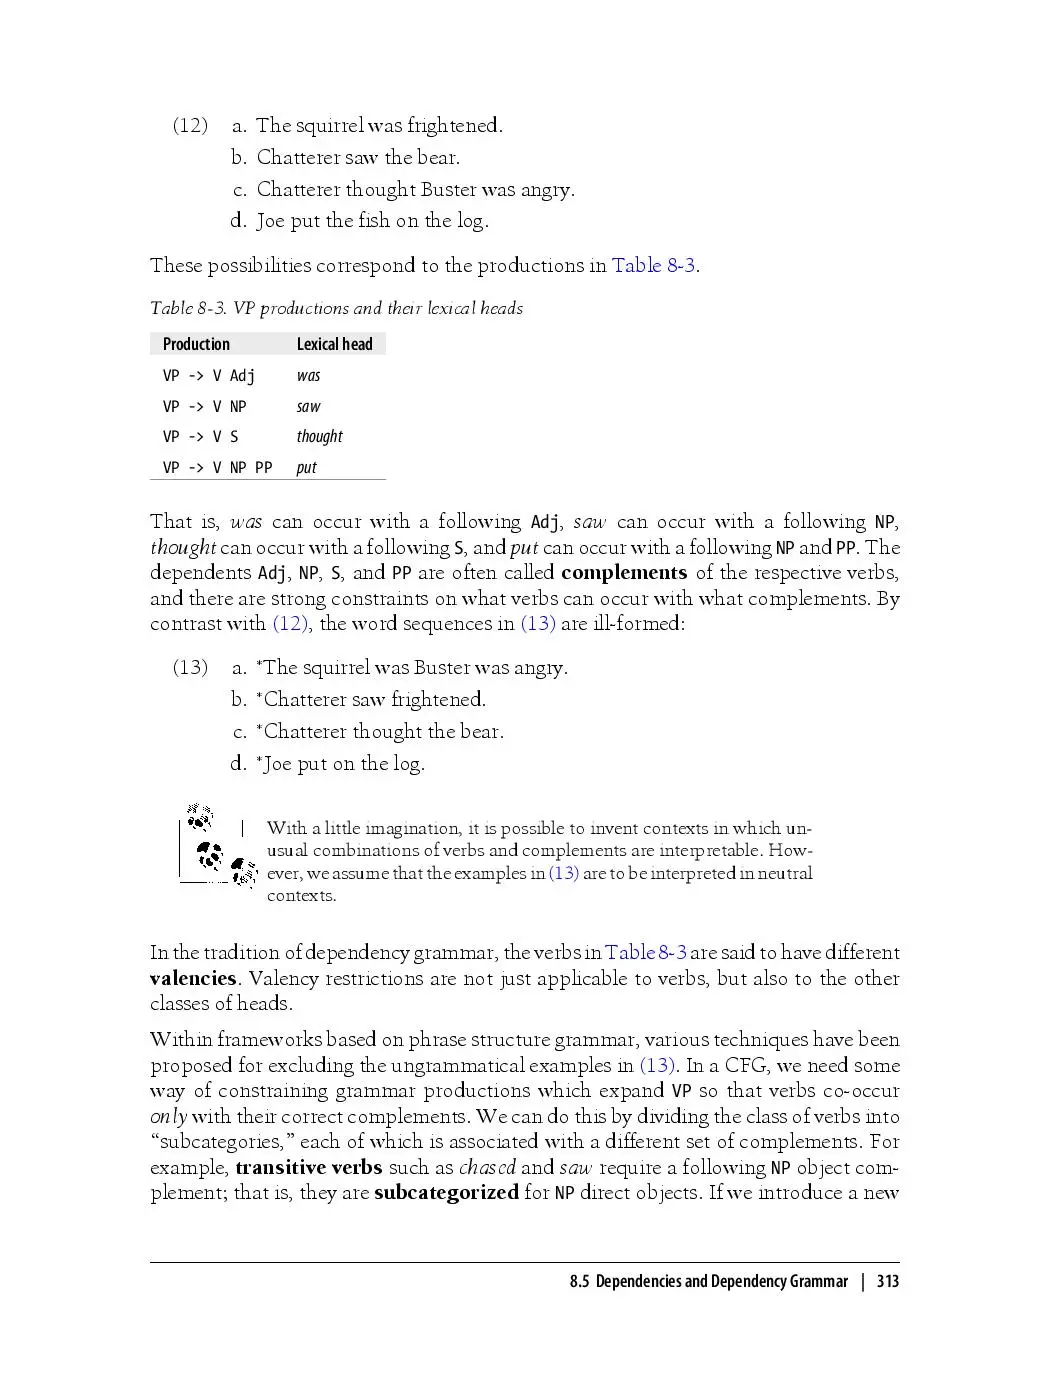 (12) a. The squirrel was frightened.
b. Chatterer saw the bear.
c. Chatterer thought Buster was angry.
d. Joe put the fish on the log.
These possibilities correspond to the productions in Table 8-3.
Table 8-3. VP productions and their lexical heads
Production Lexical head
VP -> V Adj was
VP -> V NP saw
VP -> V S thought
VP -> V NP PP put
That is, was can occur with a following Adj, saw can occur with a following NP,
thought can occur with a following S, and put can occur with a following NP and PP. The
dependents Adj, NP, S, and PP are often called complements of the respective verbs,
and there are strong constraints on what verbs can occur with what complements. By
contrast with (12), the word sequences in (13) are ill-formed:
(13) a. *The squirrel was Buster was angry.
b. *Chatterer saw frightened.
c. *Chatterer thought the bear.
d. *Joe put on the log.
With a little imagination, it is possible to invent contexts in which un-
usual combinations of verbs and complements are interpretable. How-
ever, we assume that the examples in (13) are to be interpreted in neutral
contexts.
In the tradition of dependency grammar, the verbs in Table 8-3 are said to have different
valencies. Valency restrictions are not just applicable to verbs, but also to the other
classes of heads.
Within frameworks based on phrase structure grammar, various techniques have been
proposed for excluding the ungrammatical examples in (13). In a CFG, we need some
way of constraining grammar productions which expand VP so that verbs co-occur
only with their correct complements. We can do this by dividing the class of verbs into
“subcategories,” each of which is associated with a different set of complements. For
example, transitive verbs such as chased and saw require a following NP object com-
plement; that is, they are subcategorized for NP direct objects. If we introduce a new
8.5 Dependencies and Dependency Grammar | 313